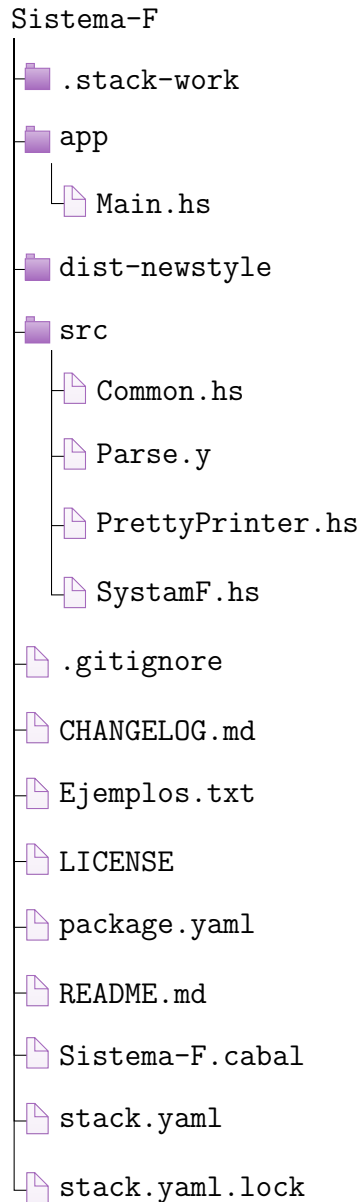 Sistema-F
.stack-work
app
Main.hs
dist-newstyle
src
Common.hs
Parse.y
PrettyPrinter.hs
SystamF.hs
.gitignore
CHANGELOG.md
Ejemplos.txt
LICENSE
package.yaml
README.md
Sistema-F.cabal
stack.yaml
stack.yaml.lock